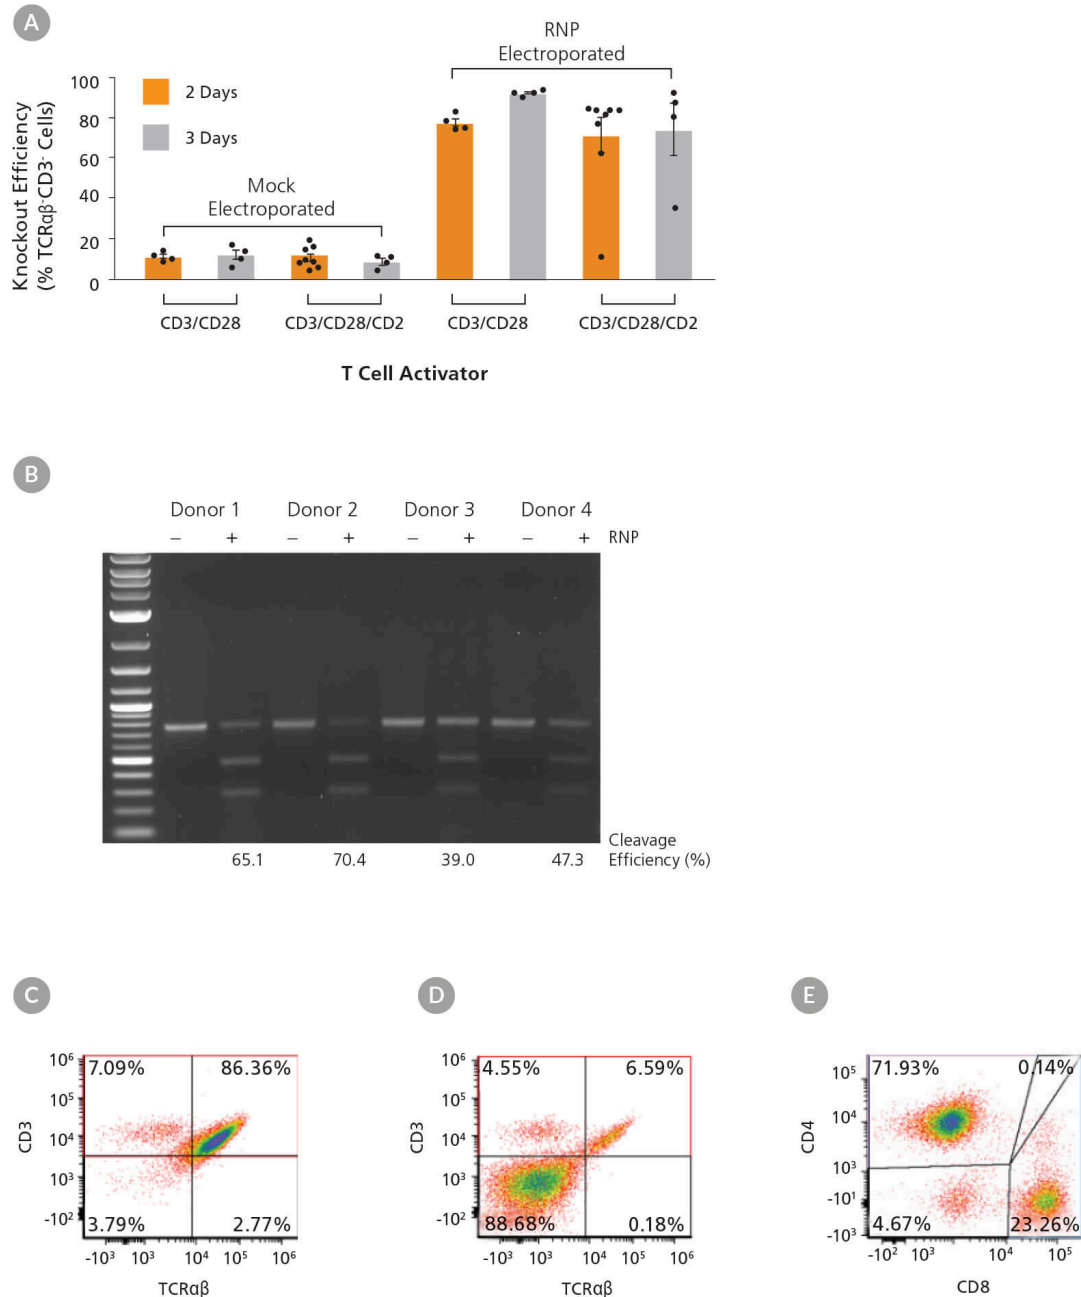 A
RNP
Electroporated
100
80
60
40
20
0
Knockout Efficiency
(% TCRαβ-CD3- Cells)
2 Days
3 Days
Mock
Electroporated
CD3/CD28
CD3/CD28/CD2
CD3/CD28
CD3/CD28/CD2
T Cell Activator
B
Donor 1 Donor 2 Donor 3 Donor 4
– + – + – + – + RNP
Cleavage
65.1 70.4 39.0 47.3 Efficiency (%)
C
10⁶
10⁵
10⁴
10³
-10²
CD3
7.09% 86.36%
3.79% 2.77%
-10³ 10³ 10⁴ 10⁵ 10⁶
TCRαβ
D
10⁶
10⁵
10⁴
10³
-10²
CD3
4.55% 6.59%
88.68% 0.18%
-10³ 10³ 10⁴ 10⁵ 10⁶
TCRαβ
E
10⁵
10⁴
10³
-10¹
-10³
CD4
71.93% 0.14%
4.67% 23.26%
-10² 10³ 10⁴ 10⁵
CD8